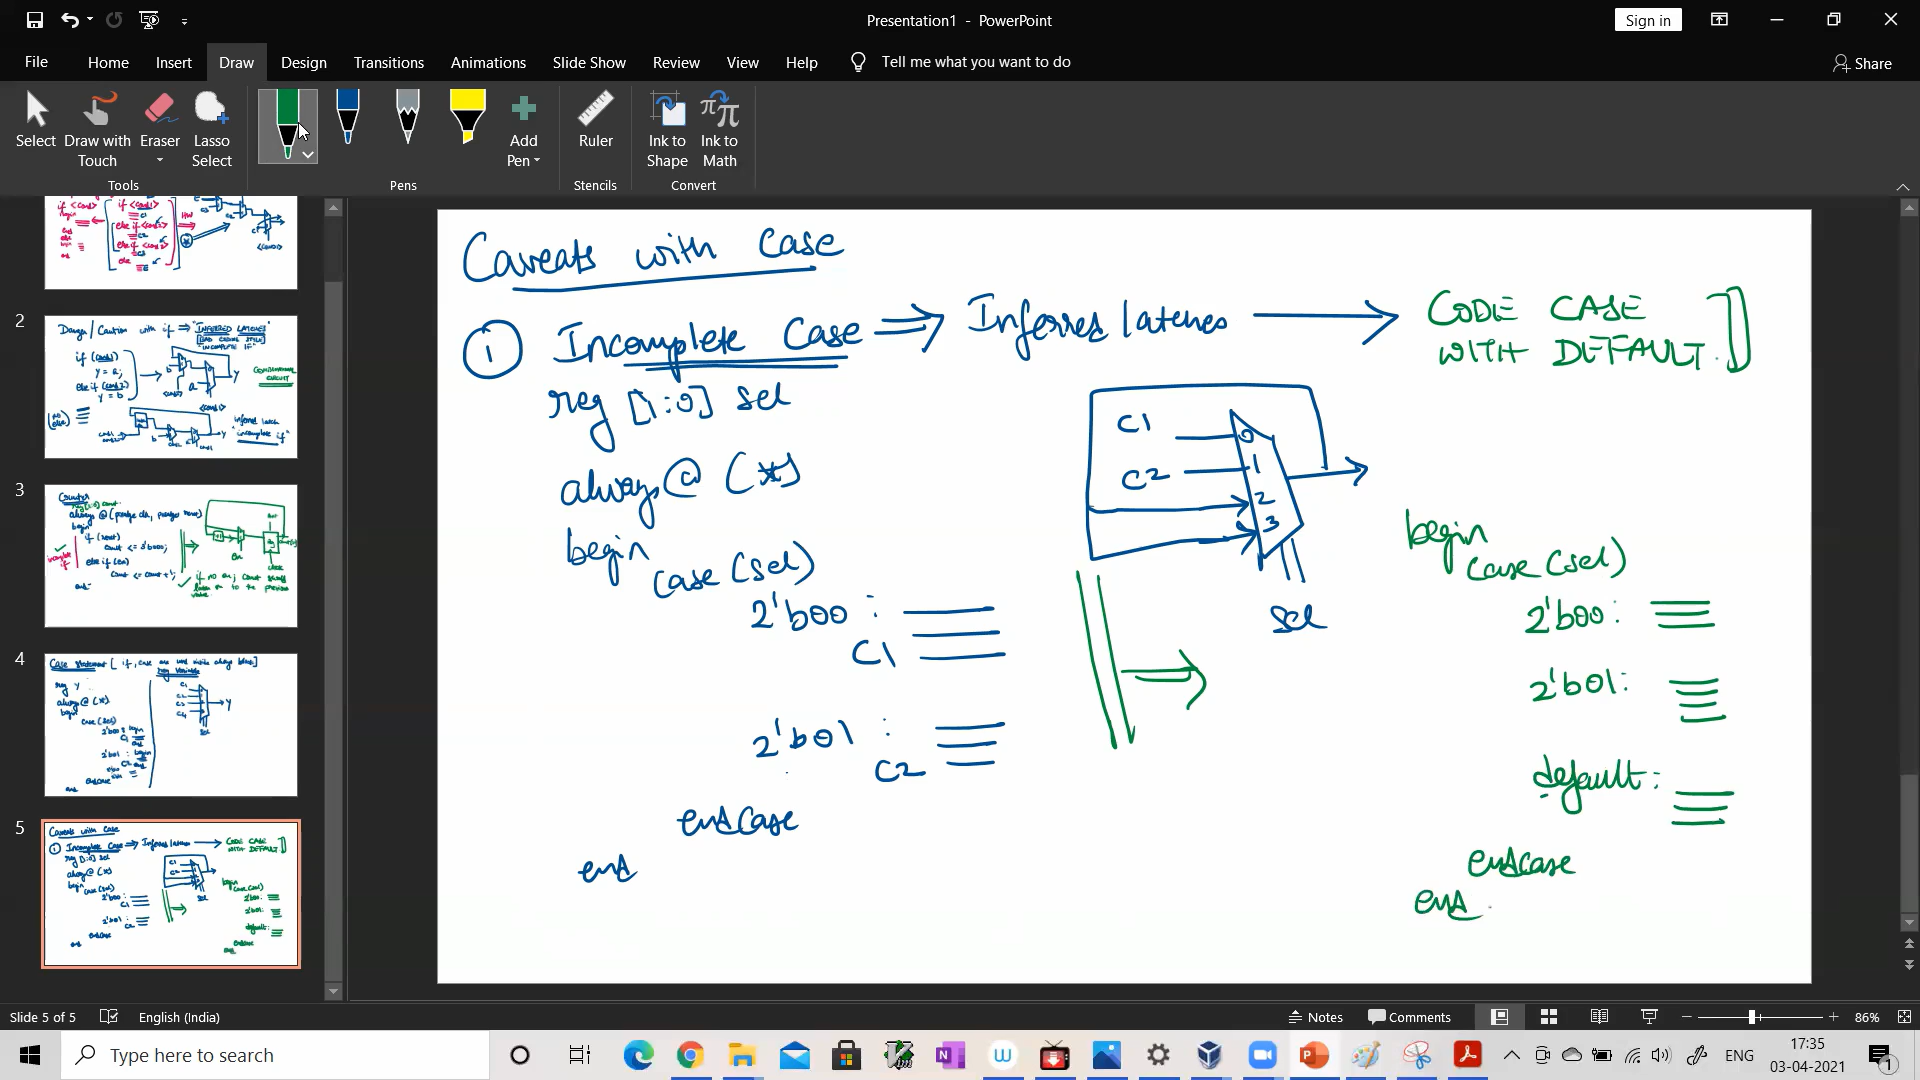 Presentation1 - PowerPoint
Sign in
File
Home
Insert
Draw
Design
Transitions
Animations
Slide Show
Review
View
Help
Tell me what you want to do
Share
Select
Draw with Touch
Eraser
Lasso Select
Add Pen
Ruler
Ink to Shape
Ink to Math
Tools
Pens
Stencils
Convert
2
3
4
5
Caveats with Case
1 Incomplete Case ⇒ Inferred latches → CODE CASE WITH DEFAULT.
reg [1:0] sel
always @ (*)
begin
case (sel)
2'b00 :
C1
2'b01 :
C2
endcase
end
C1
C2
0
1
2
3
sel
begin
case (sel)
2'b00:
2'b01:
default:
endcase
end
Slide 5 of 5
English (India)
Notes
Comments
86%
Type here to search
ENG
17:35
03-04-2021
1